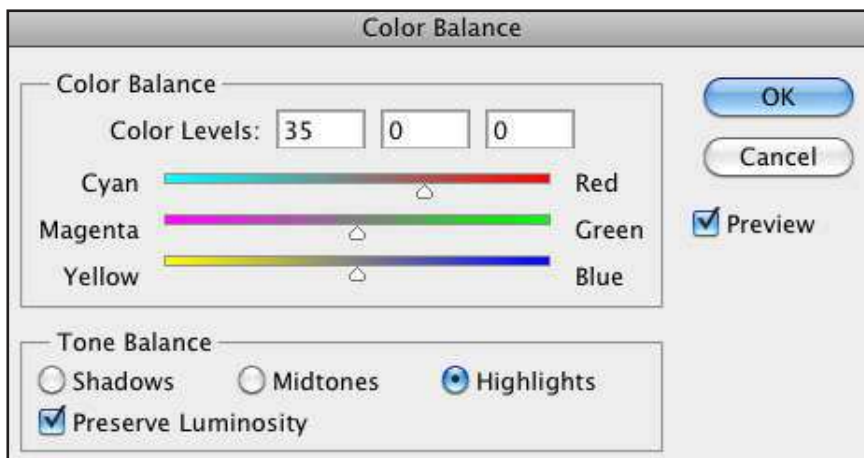 Color Balance
Color Balance
OK
Color Levels: 35 0 0
Cancel
Cyan Red
Magenta Green
Preview
Yellow Blue
Tone Balance
Shadows Midtones Highlights
Preserve Luminosity